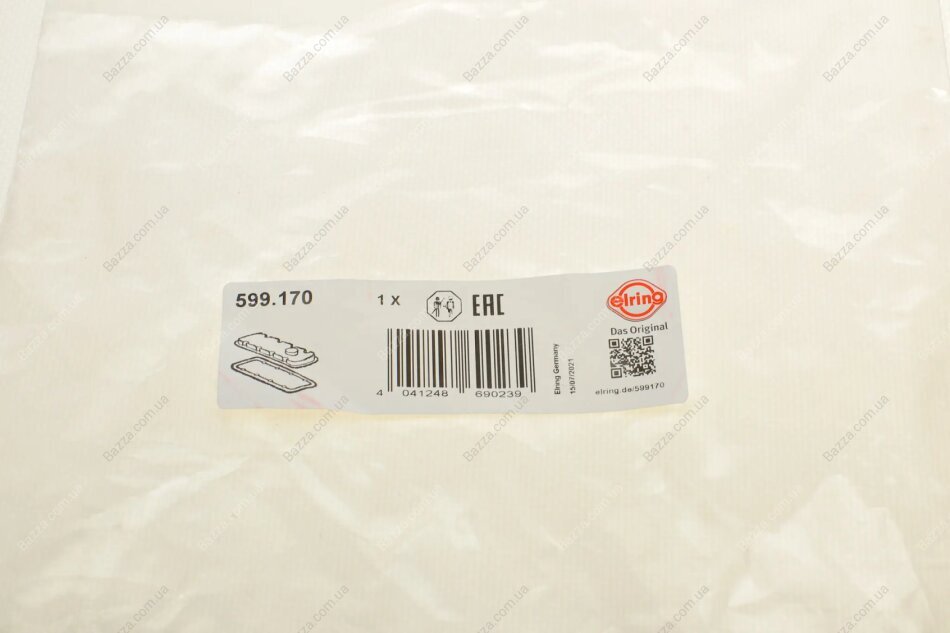 599.170
1 X
EAC
elring
Das Original
elring.de/599170
Elring Germany
15/07/2021
4 041248 690239
Bazza.com.ua